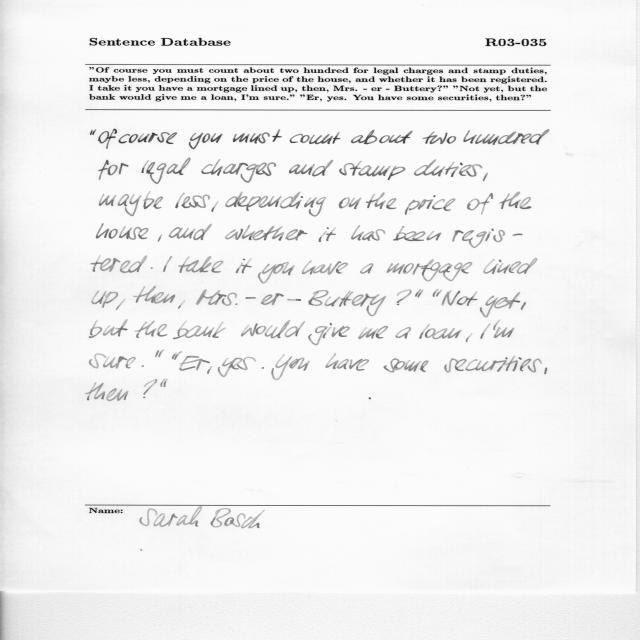 Sentence Database R03-035
"Of course you must count about two hundred for legal charges and stamp duties,
maybe less, depending on the price of the house, and whether it has been registered.
I take it you have a mortgage lined up, then, Mrs. - er - Buttery?" "Not yet, but the
bank would give me a loan, I'm sure." "Er, yes. You have some securities, then?"
"Of course you must count about two hundred
for legal charges and stamp duties,
maybe less, depending on the price of the
house, and whether it has been regis-
tered. I take it you have a mortgage lined
up, then, Mrs. - er - Buttery?" "Not yet,
but the bank would give me a loan, I'm
sure." "Er, yes. You have some securities,
then?"
Name: Sarah Bosch